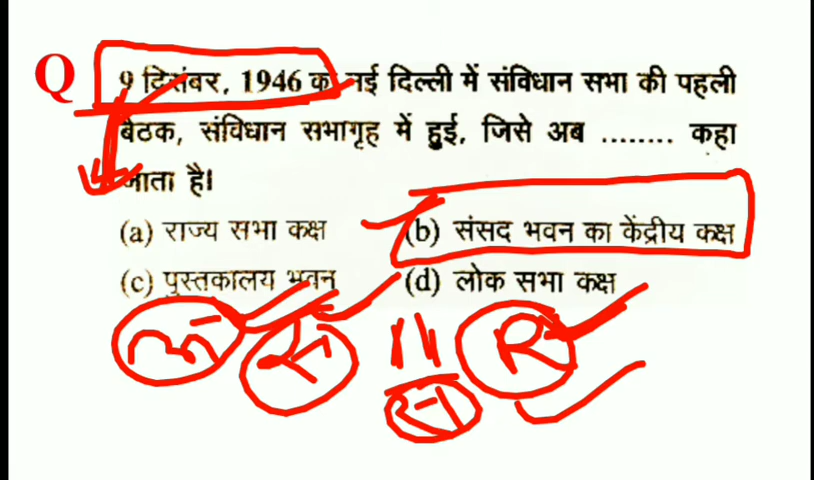 Q 9 दिसंबर, 1946 क नई दिल्ली में संविधान सभा की पहली
बैठक, संविधान सभागृह में हुई, जिसे अब ........ कहा
जाता है।
(a) राज्य सभा कक्ष (b) संसद भवन का केंद्रीय कक्ष
(c) पुस्तकालय भवन (d) लोक सभा कक्ष
11 R